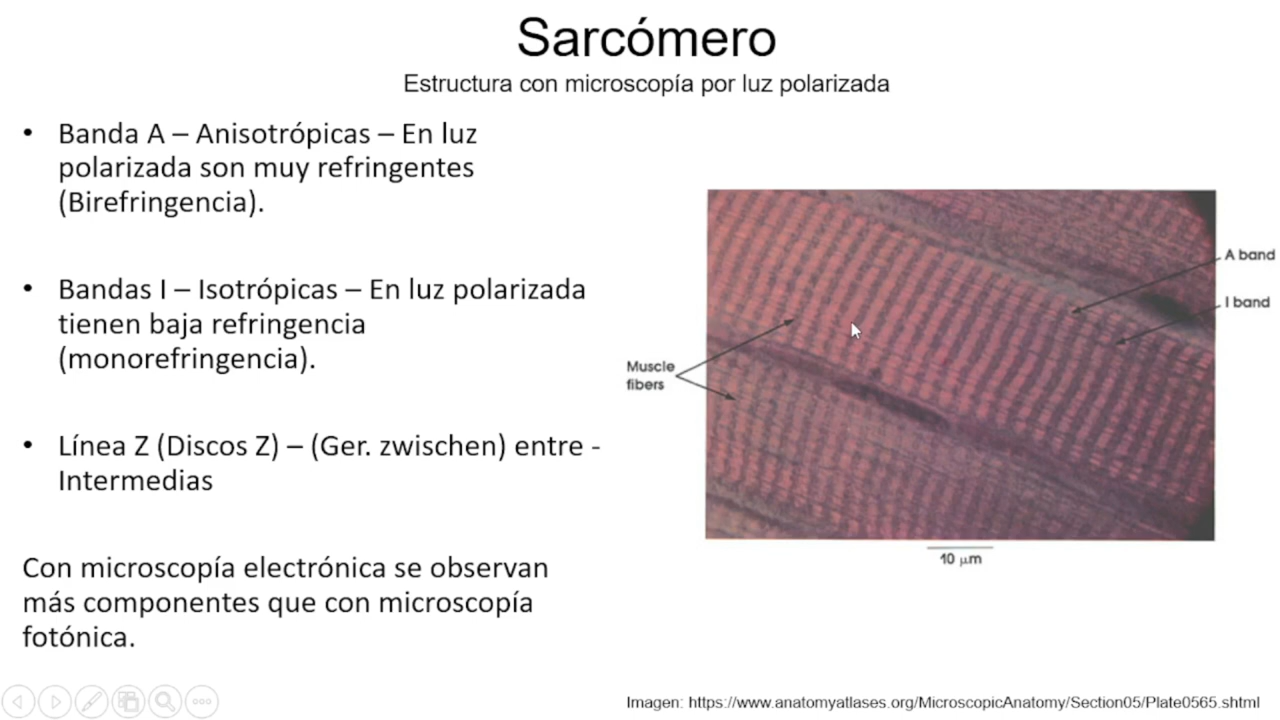 Sarcómero
Estructura con microscopía por luz polarizada
• Banda A – Anisotrópicas – En luz
polarizada son muy refringentes
(Birefringencia).
• Bandas I – Isotrópicas – En luz polarizada
tienen baja refringencia
(monorefringencia).
• Línea Z (Discos Z) – (Ger. zwischen) entre -
Intermedias
Con microscopía electrónica se observan
más componentes que con microscopía
fotónica.
A band
I band
Muscle
fibers
10 μm
Imagen: https://www.anatomyatlases.org/MicroscopicAnatomy/Section05/Plate0565.shtml